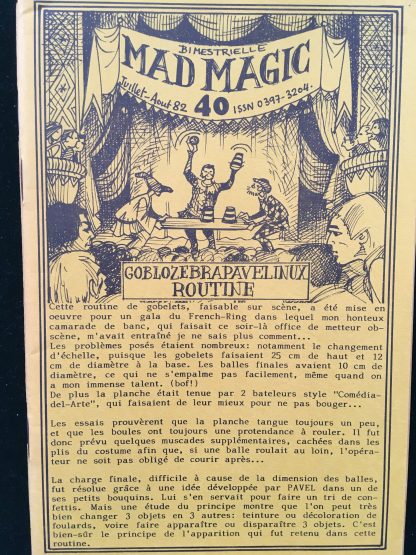 BIMESTRIELLE
MAD MAGIC
Juillet-Aout 82 40 ISSN 0397-3204.
GOBLOZEBRAPAVELINUX
ROUTINE
Cette routine de gobelets, faisable sur scène, a été mise en
oeuvre pour un gala du French-Ring dans lequel mon honteux
camarade de banc, qui faisait ce soir-là office de metteur ob-
scène, m'avait entraîné je ne sais plus comment...
Les problèmes posés étaient nombreux: notamment le changement
d'échelle, puisque les gobelets faisaient 25 cm de haut et 12
cm de diamètre à la base. Les balles finales avaient 10 cm de
diamètre, ce qui ne s'empalme pas facilement, même quand on
a mon immense talent. (bof!)
De plus la planche était tenue par 2 bateleurs style "Comédia-
del-Arte", qui faisaient de leur mieux pour ne pas bouger...
Les essais prouvèrent que la planche tangue toujours un peu,
et que les boules ont toujours une propension à rouler. Il fut
donc prévu quelques muscades supplémentaires, cachées dans les
plis du costume afin que, si une balle roulait au loin, l'opéra-
teur ne soit pas obligé de courir après...
La charge finale, difficile à cause de la dimension des balles,
fut résolue grâce à une idée développée par PAVEL dans un de
ses petits bouquins. Lui s'en servait pour faire un tri de con-
fettis. Mais une étude du principe montre que l'on peut très
bien changer 3 objets en 3 autres: teinture ou décoloration de
foulards, voire faire apparaître ou disparaître 3 objets. C'est
bien-sûr le principe de l'apparition qui fut retenu dans cette
routine.